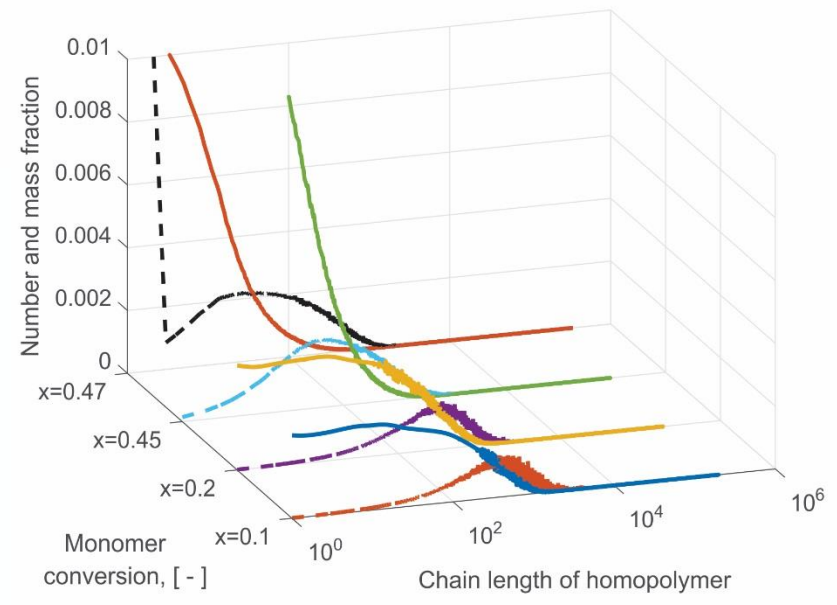 0.01
0.008
0.006
0.004
0.002
0
Number and mass fraction
x=0.47
x=0.45
x=0.2
x=0.1
Monomer
conversion, [ - ]
10^0
10^2
10^4
10^6
Chain length of homopolymer